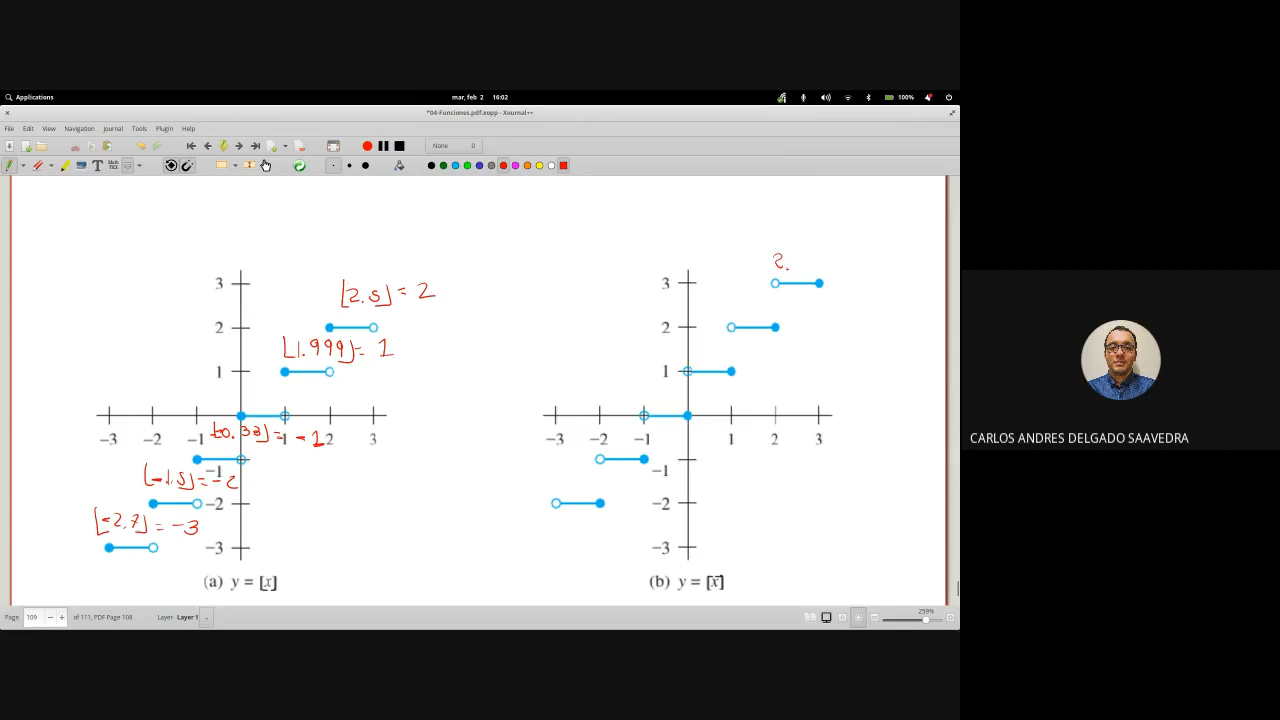 Applications
mar, feb 2 16:02
*04-Funciones.pdf.xopp - Xournal++
File Edit View Navigation Journal Tools Plugin Help
None 0
3
⌊2.5⌋ = 2
2
⌊1.999⌋ = 1
1
⌊-0.33⌋ = -1
-3 -2 -1 1 2 3
-1
⌊-1.5⌋ = -2
-2
⌊-2,7⌋ = -3
-3
(a) y = ⌊x⌋
2.
3
2
1
-3 -2 -1 1 2 3
-1
-2
-3
(b) y = ⌈x⌉
Page 109 of 111, PDF Page 108 Layer: Layer 1
259%
CARLOS ANDRES DELGADO SAAVEDRA